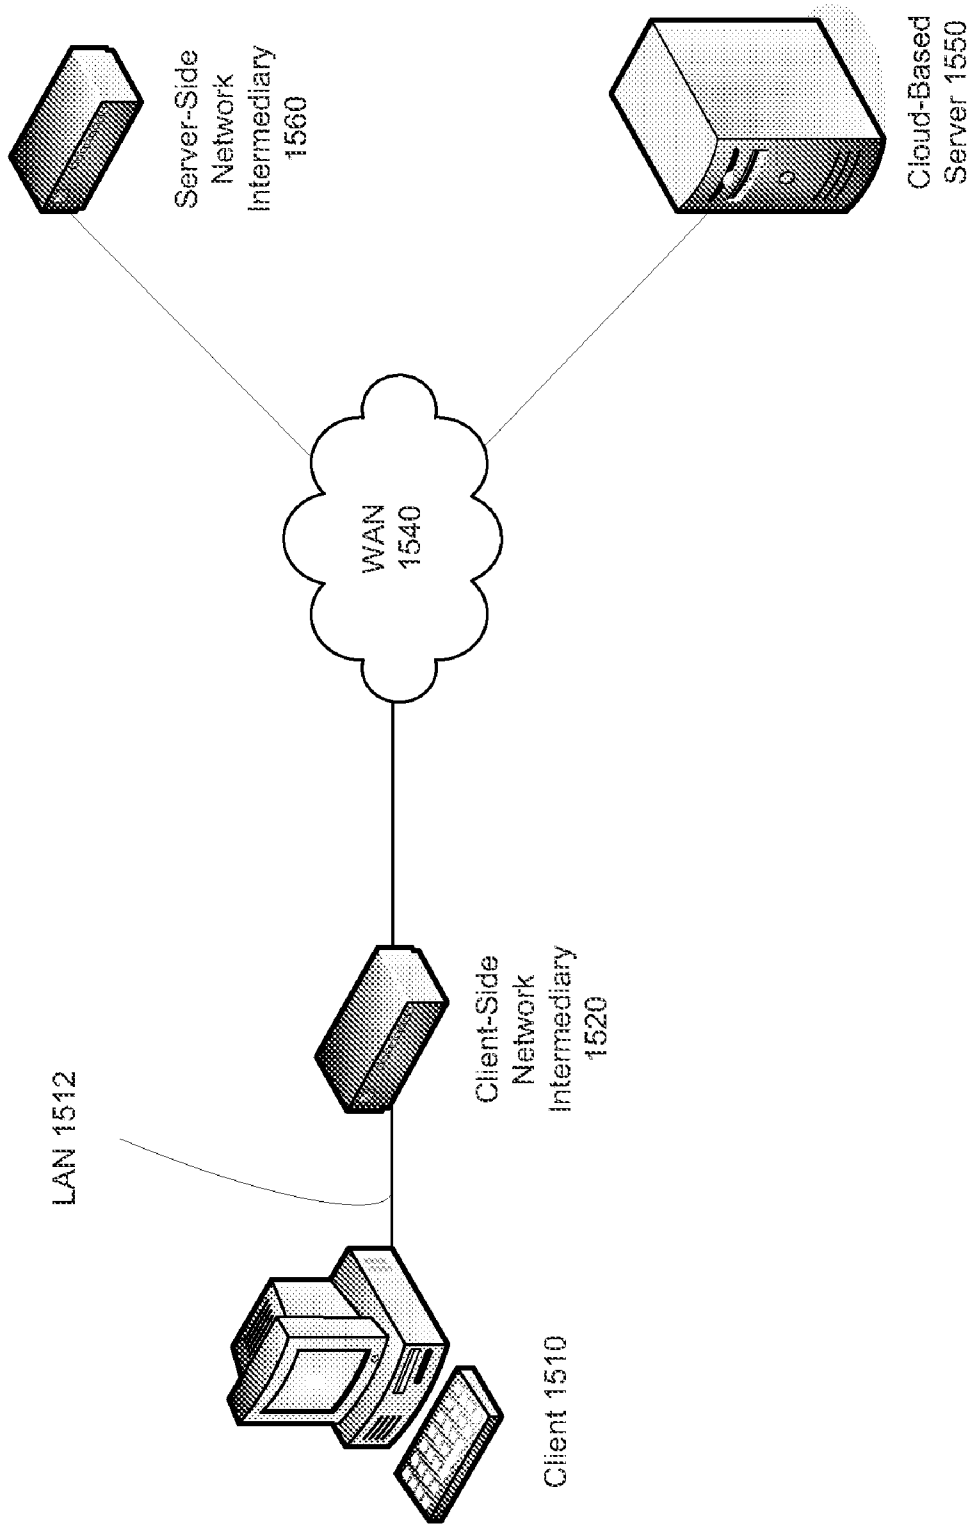 Server-Side
Network
Intermediary
1560
Cloud-Based
Server 1550
WAN
1540
LAN 1512
Client-Side
Network
Intermediary
1520
Client 1510